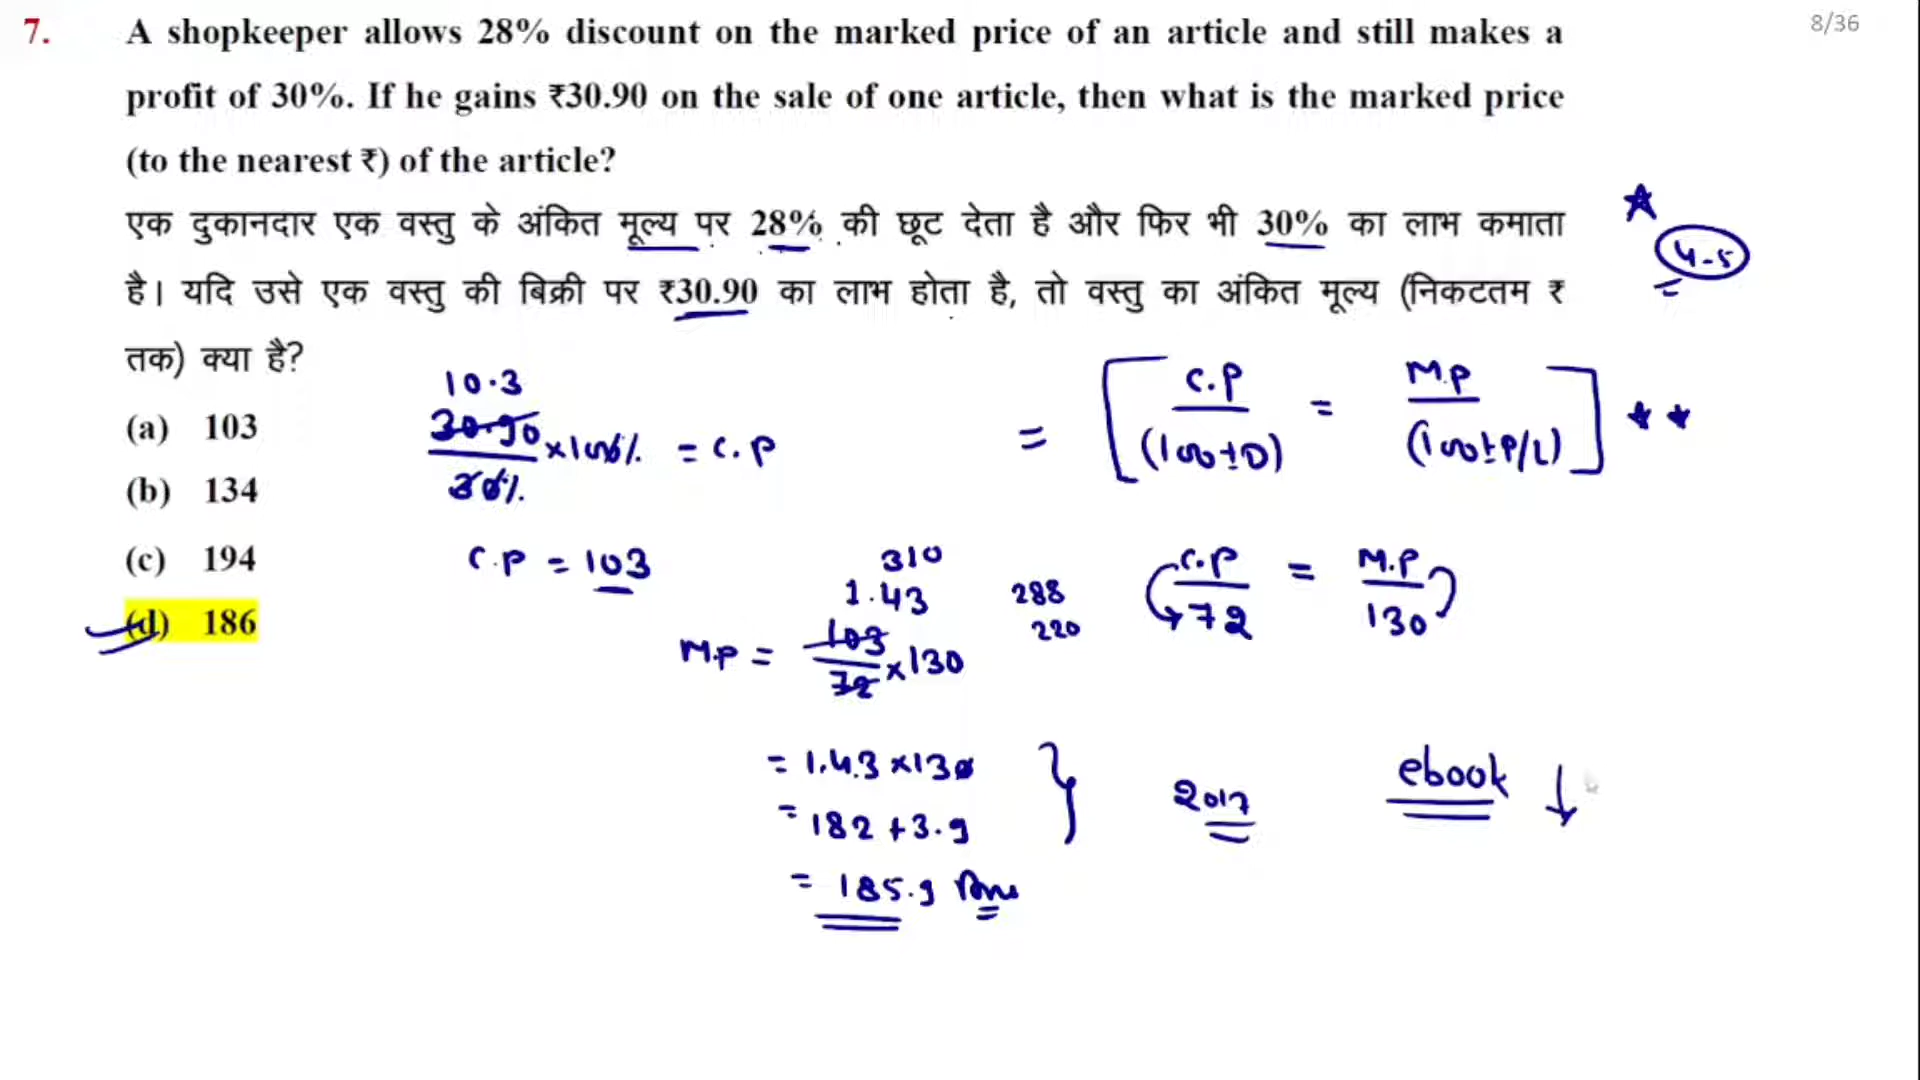 8/36
7. A shopkeeper allows 28% discount on the marked price of an article and still makes a
profit of 30%. If he gains ₹30.90 on the sale of one article, then what is the marked price
(to the nearest ₹) of the article?
एक दुकानदार एक वस्तु के अंकित मूल्य पर 28% की छूट देता है और फिर भी 30% का लाभ कमाता
है। यदि उसे एक वस्तु की बिक्री पर ₹30.90 का लाभ होता है, तो वस्तु का अंकित मूल्य (निकटतम ₹
तक) क्या है?
4-5
(a) 103
(b) 134
(c) 194
(d) 186
10.3
30.90/30% × 100% = C.P
C.P = 103
= [C.P/(100±D) = M.P/(100±P/L)]
C.P/72 = M.P/130
310
1.43
288
220
M.P = 103/72 × 130
= 1.43 × 130
= 182 + 3.9
= 185.9 Ans
2017
ebook ↓